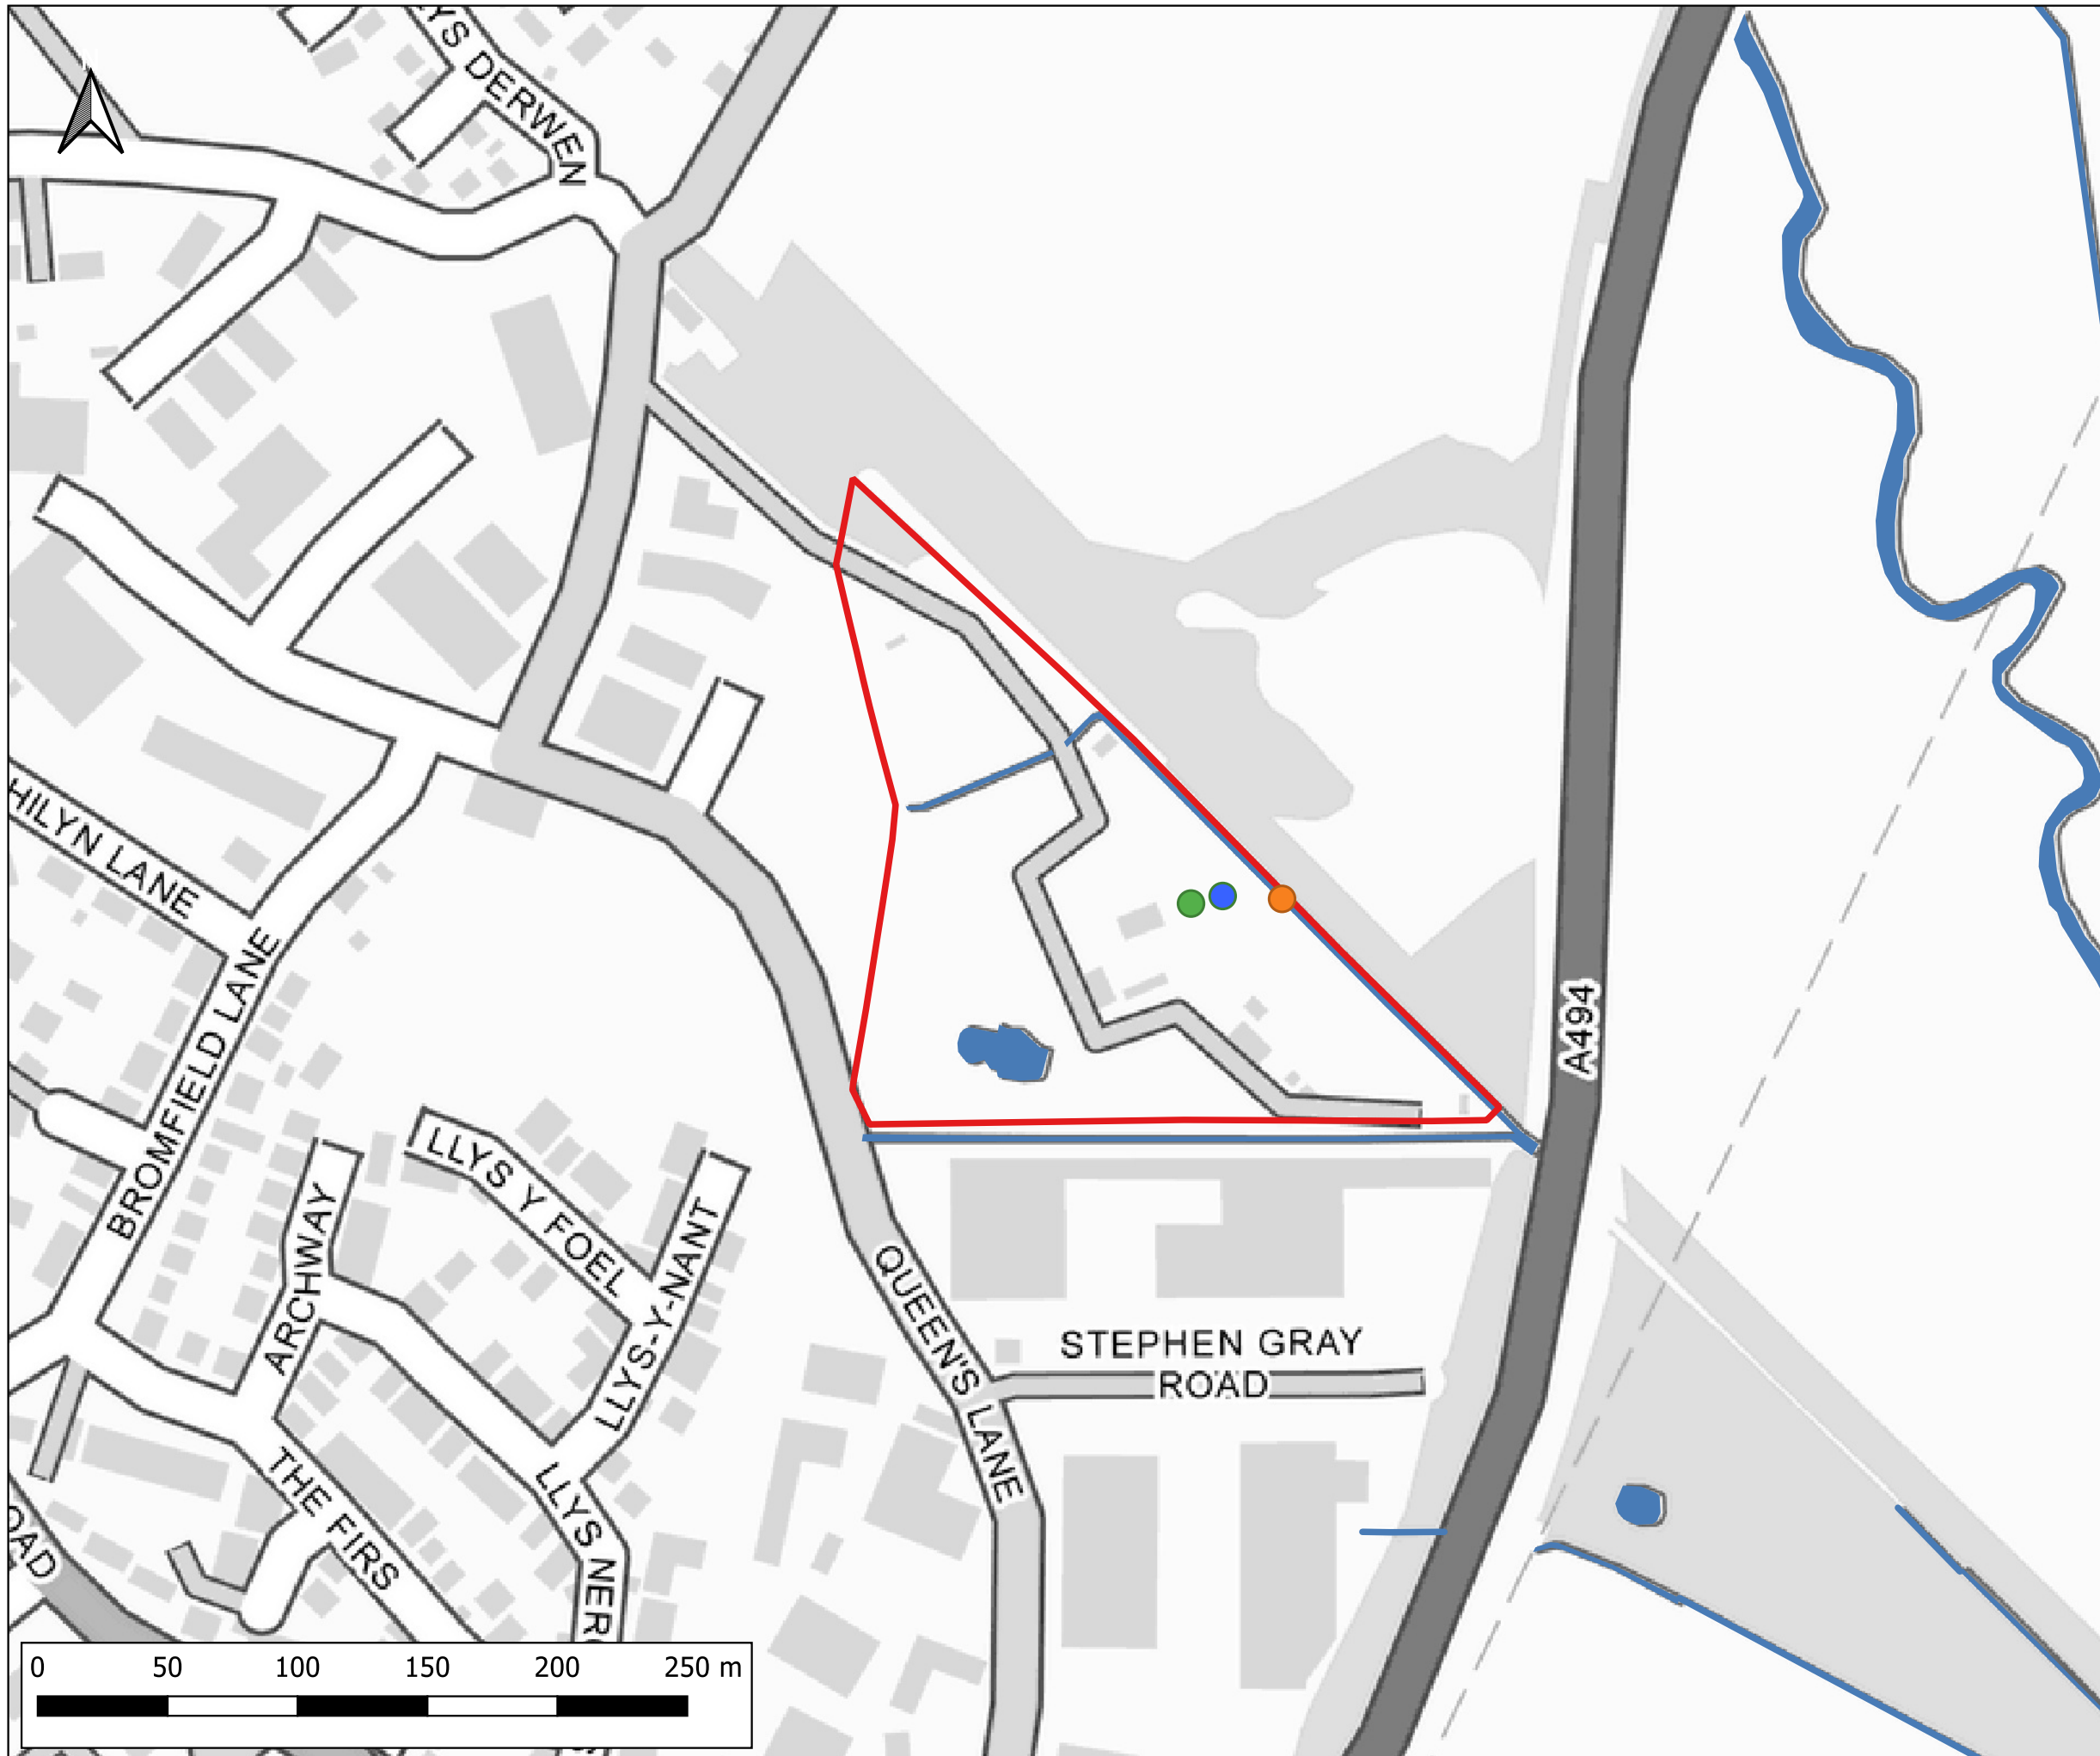 DERWEN
A494
LANE
BROMFIELD LANE
LLYS Y FOEL
ARCHWAY
LLYS-Y-NANT
QUEEN'S LANE
STEPHEN GRAY
ROAD
THE FIRS
LLYS
0 50 100 150 200 250 m